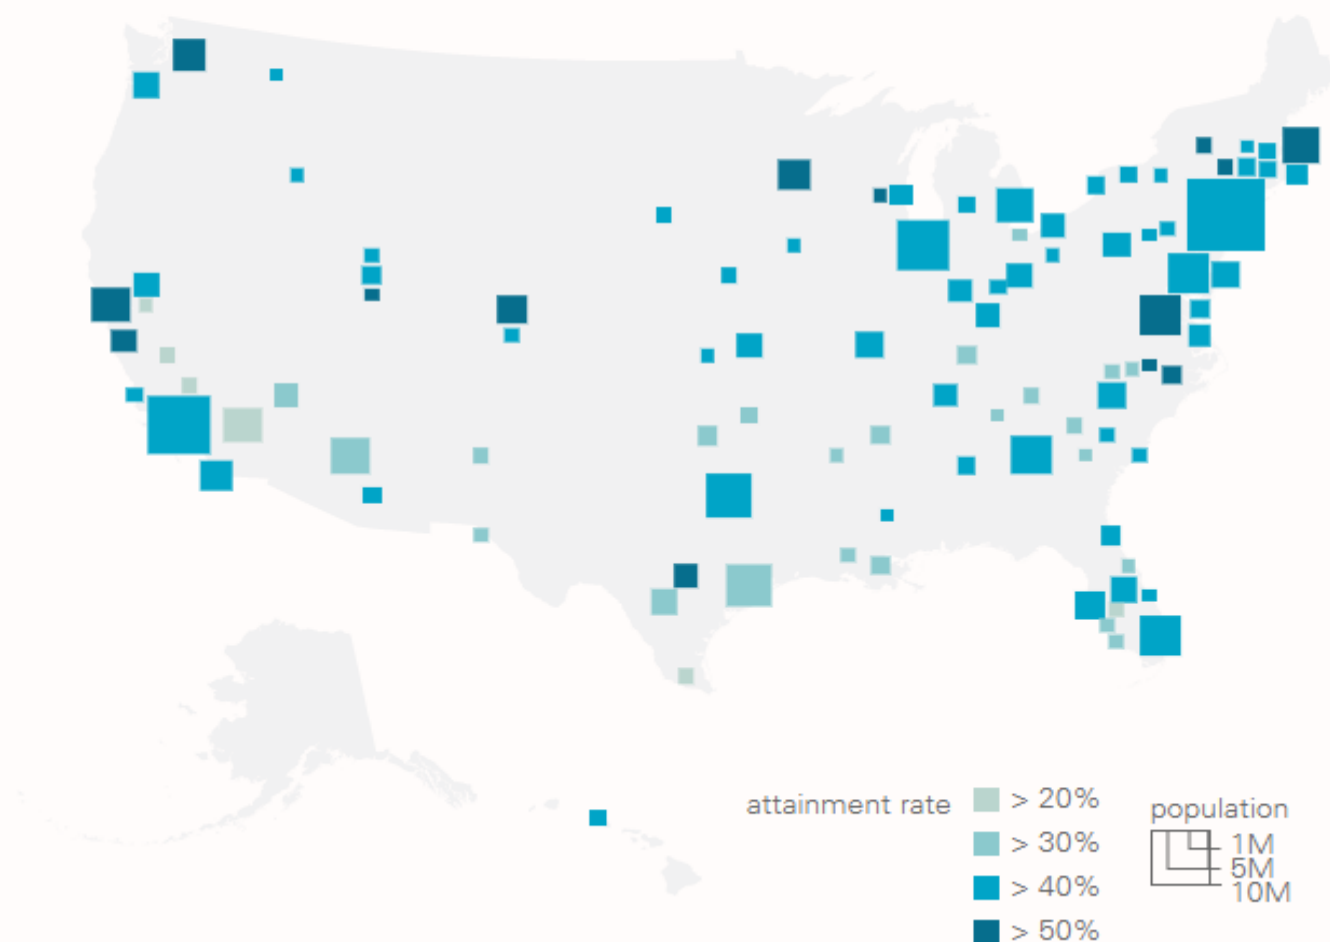 attainment rate
> 20%
> 30%
> 40%
> 50%
population
1M
5M
10M